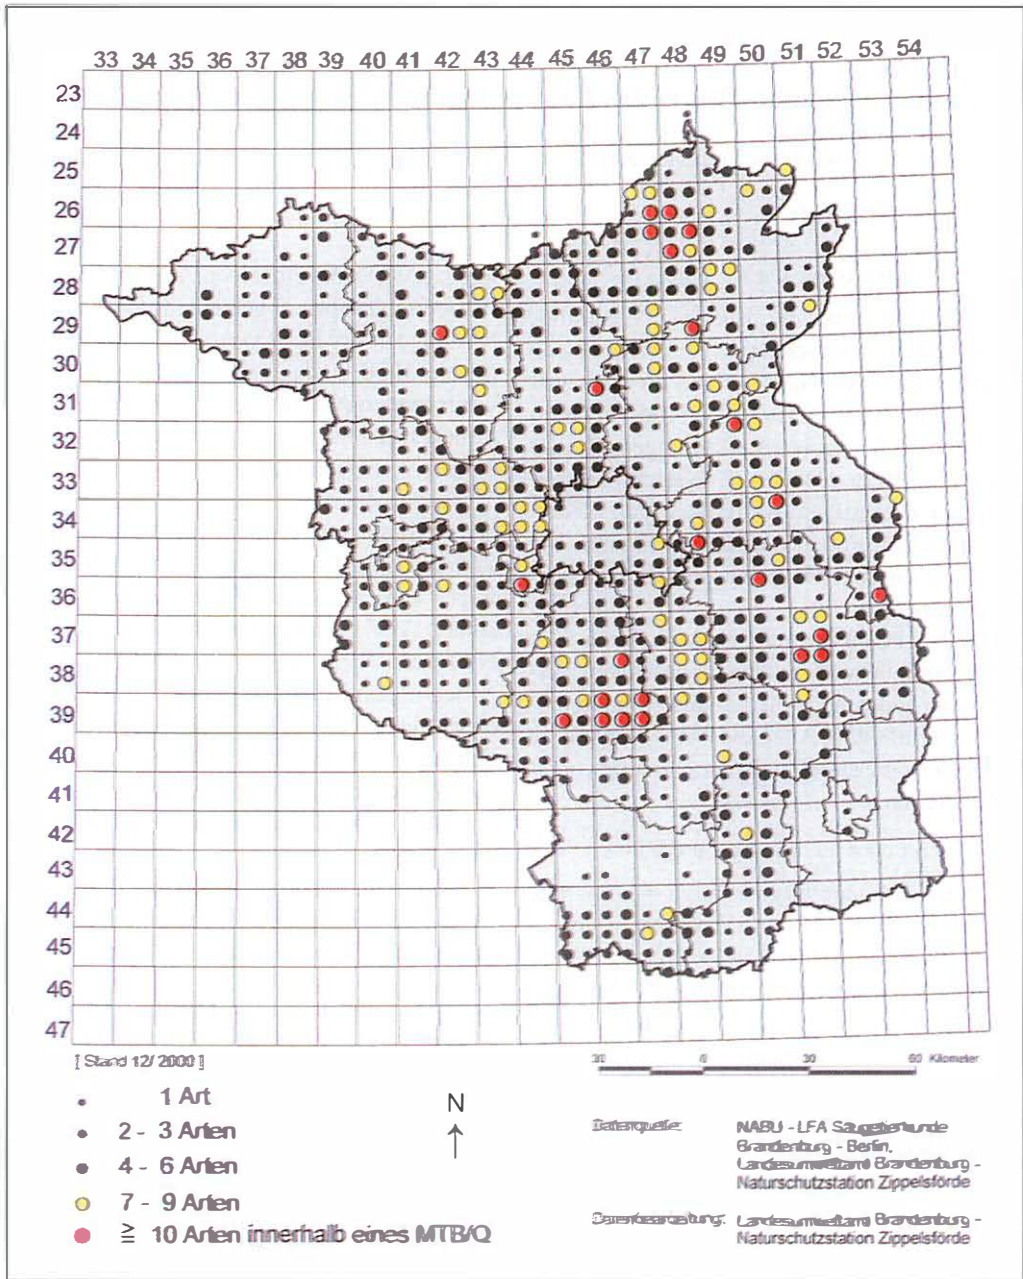 33 34 35 36 37 38 39 40 41 42 43 44 45 46 47 48 49 50 51 52 53 54
23
24
25
26
27
28
29
30
31
32
33
34
35
36
37
38
39
40
41
42
43
44
45
46
47
[ Stand 12/ 2000 ]
30 0 30 60 Kilometer
1 Art
2 - 3 Arten
4 - 6 Arten
7 - 9 Arten
≧ 10 Arten innerhalb eines MTB/Q
N
Datenquelle: NABU - LFA Säugetierkunde
Brandenburg - Berlin,
Landesumweltamt Brandenburg -
Naturschutzstation Zippelsförde
Datenbearbeitung: Landesumweltamt Brandenburg -
Naturschutzstation Zippelsförde